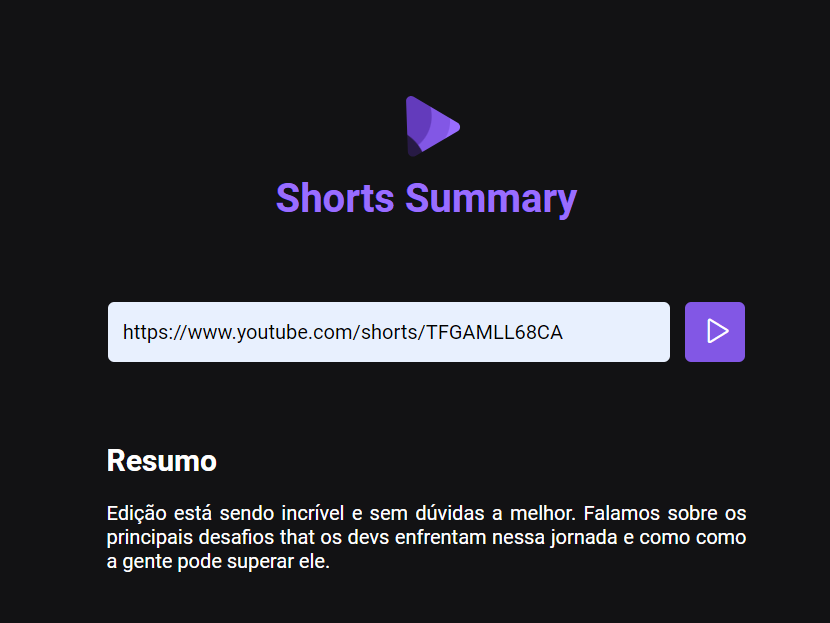 Shorts Summary
https://www.youtube.com/shorts/TFGAMLL68CA
Resumo
Edição está sendo incrível e sem dúvidas a melhor. Falamos sobre os
principais desafios that os devs enfrentam nessa jornada e como como
a gente pode superar ele.